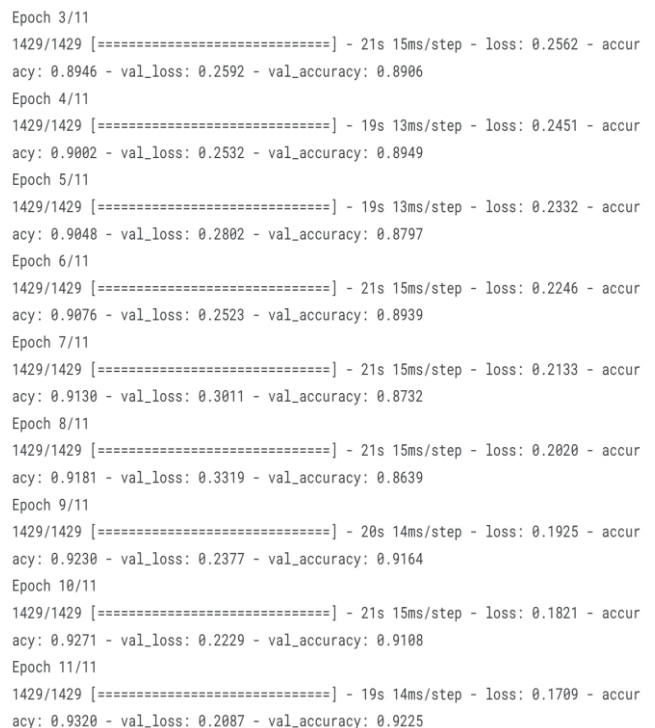 Epoch 3/11
1429/1429 [==============================] - 21s 15ms/step - loss: 0.2562 - accur
acy: 0.8946 - val_loss: 0.2592 - val_accuracy: 0.8906
Epoch 4/11
1429/1429 [==============================] - 19s 13ms/step - loss: 0.2451 - accur
acy: 0.9002 - val_loss: 0.2532 - val_accuracy: 0.8949
Epoch 5/11
1429/1429 [==============================] - 19s 13ms/step - loss: 0.2332 - accur
acy: 0.9048 - val_loss: 0.2802 - val_accuracy: 0.8797
Epoch 6/11
1429/1429 [==============================] - 21s 15ms/step - loss: 0.2246 - accur
acy: 0.9076 - val_loss: 0.2523 - val_accuracy: 0.8939
Epoch 7/11
1429/1429 [==============================] - 21s 15ms/step - loss: 0.2133 - accur
acy: 0.9130 - val_loss: 0.3011 - val_accuracy: 0.8732
Epoch 8/11
1429/1429 [==============================] - 21s 15ms/step - loss: 0.2020 - accur
acy: 0.9181 - val_loss: 0.3319 - val_accuracy: 0.8639
Epoch 9/11
1429/1429 [==============================] - 20s 14ms/step - loss: 0.1925 - accur
acy: 0.9230 - val_loss: 0.2377 - val_accuracy: 0.9164
Epoch 10/11
1429/1429 [==============================] - 21s 15ms/step - loss: 0.1821 - accur
acy: 0.9271 - val_loss: 0.2229 - val_accuracy: 0.9108
Epoch 11/11
1429/1429 [==============================] - 19s 14ms/step - loss: 0.1709 - accur
acy: 0.9320 - val_loss: 0.2087 - val_accuracy: 0.9225